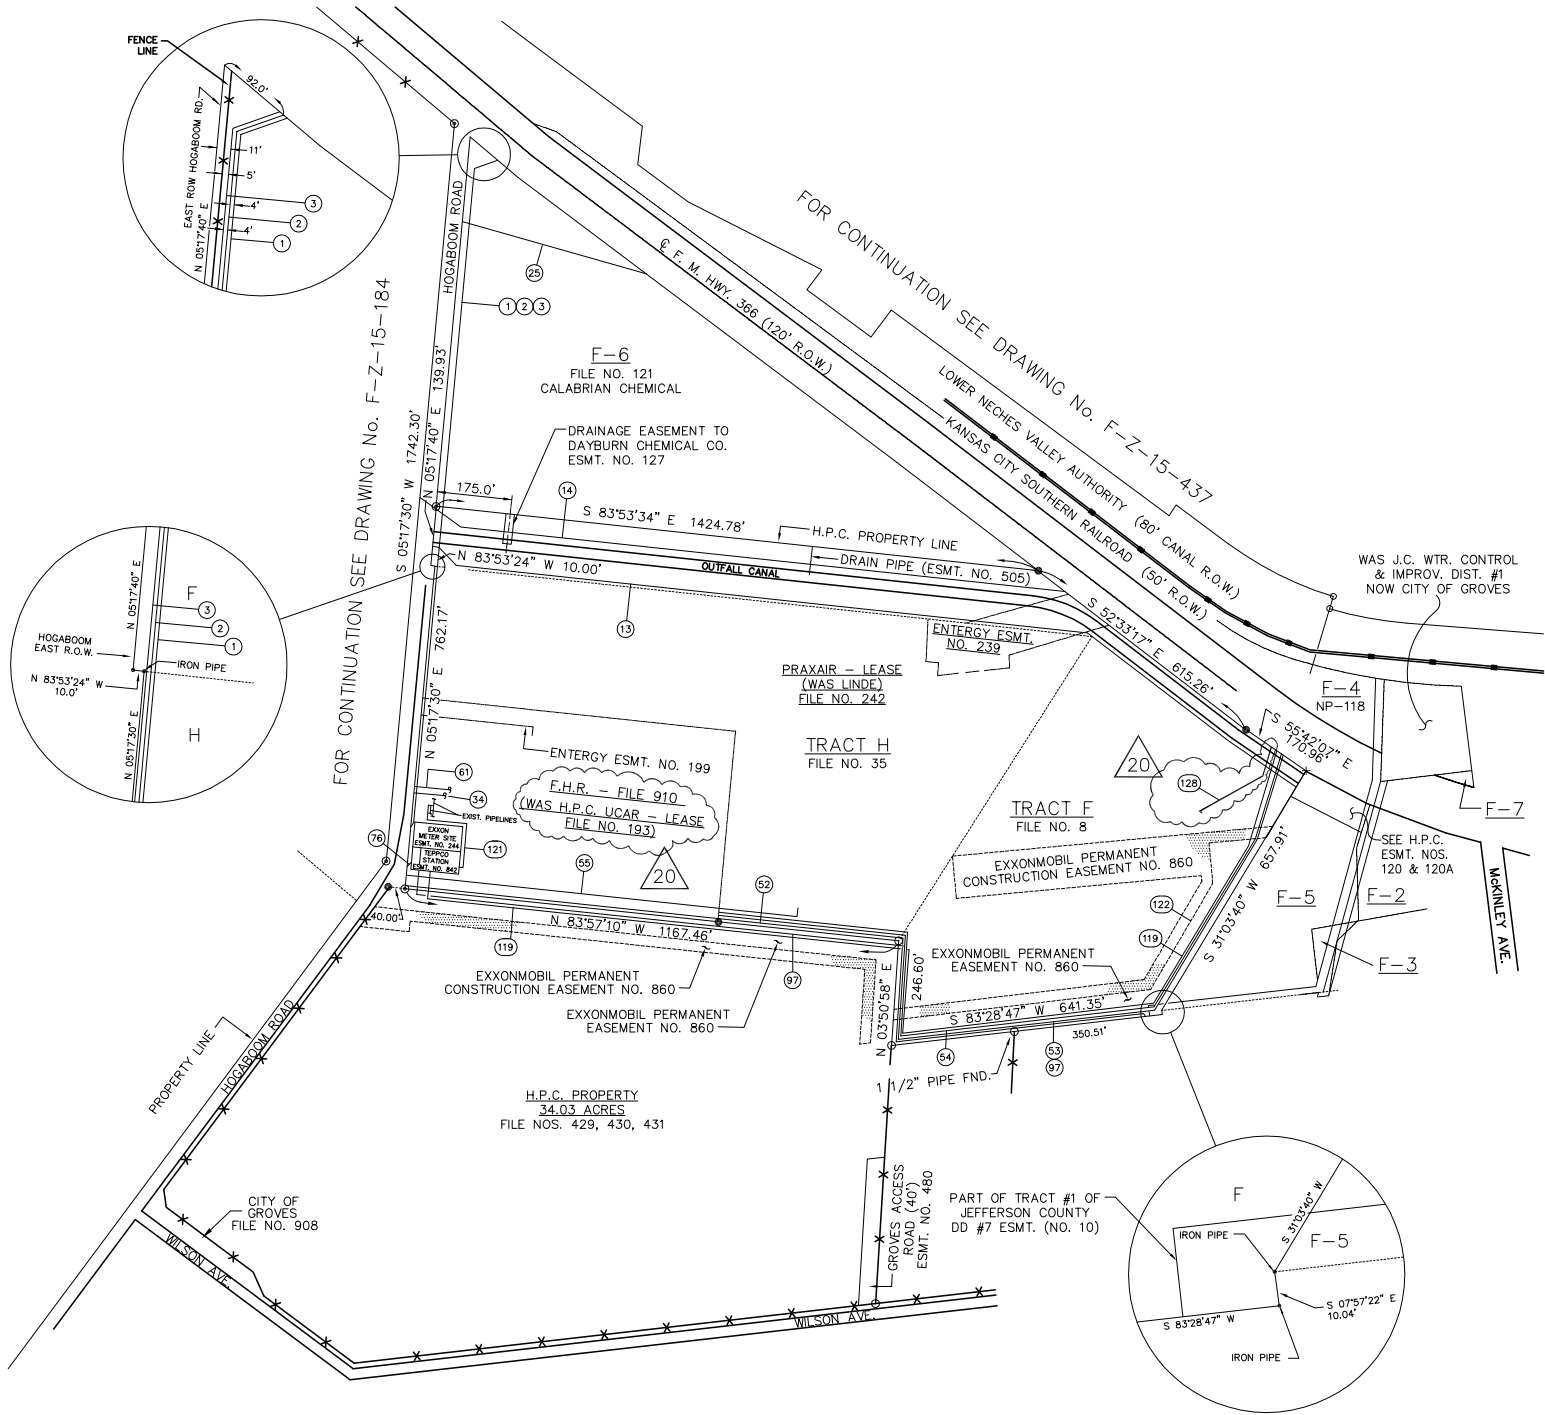 FENCE
LINE
92.0'
EAST ROW HOGABOOM RD.
N 05°17'40" E
11'
5'
4'
4'
3
2
1
FOR CONTINUATION SEE DRAWING No. F-Z-15-184
HOGABOOM ROAD
25
1 2 3
S 05°17'30" W 1742.30'
N 05°17'40" E 139.93'
℄ F. M. HWY. 366 (120' R.O.W.)
FOR CONTINUATION SEE DRAWING No. F-Z-15-437
LOWER NECHES VALLEY AUTHORITY (80' CANAL R.O.W.)
KANSAS CITY SOUTHERN RAILROAD (50' R.O.W.)
F-6
FILE NO. 121
CALABRIAN CHEMICAL
DRAINAGE EASEMENT TO
DAYBURN CHEMICAL CO.
ESMT. NO. 127
175.0'
14
S 83°53'34" E 1424.78'
H.P.C. PROPERTY LINE
N 83°53'24" W 10.00'
OUTFALL CANAL
DRAIN PIPE (ESMT. NO. 505)
13
WAS J.C. WTR. CONTROL
& IMPROV. DIST. #1
NOW CITY OF GROVES
N 05°17'40" E
F
3
2
1
HOGABOOM
EAST R.O.W.
IRON PIPE
N 83°53'24" W
10.0'
N 05°17'30" E
H
N 05°17'30" E 762.17'
ENTERGY ESMT.
NO. 239
S 52°33'17" E 615.26'
PRAXAIR - LEASE
(WAS LINDE)
FILE NO. 242
TRACT H
FILE NO. 35
F-4
NP-118
S 55°42'07" E
170.96'
20
128
F-7
ENTERGY ESMT. NO. 199
61
34
EXIST. PIPELINES
F.H.R. - FILE 910
(WAS H.P.C. UCAR - LEASE
FILE NO. 193)
20
EXXON
METER SITE
ESMT. NO. 244
TEPPCO
STATION
ESMT. NO. 842
121
76
55
52
TRACT F
FILE NO. 8
EXXONMOBIL PERMANENT
CONSTRUCTION EASEMENT NO. 860
SEE H.P.C.
ESMT NOS.
120 & 120A
S 31°03'40" W 657.91'
F-5
F-2
McKINLEY AVE.
F-3
122
119
40.00'
119
N 83°57'10" W 1167.46'
97
EXXONMOBIL PERMANENT
CONSTRUCTION EASEMENT NO. 860
EXXONMOBIL PERMANENT
EASEMENT NO. 860
EXXONMOBIL PERMANENT
EASEMENT NO. 860
N 03°50'58" E 246.60'
S 83°28'47" W 641.35'
350.51'
54
53
97
1 1/2" PIPE FND.
PROPERTY LINE
HOGABOOM ROAD
H.P.C. PROPERTY
34.03 ACRES
FILE NOS. 429, 430, 431
CITY OF
GROVES
FILE NO. 908
WILSON AVE.
GROVES ACCESS
ROAD (40')
ESMT. NO. 480
WILSON AVE.
PART OF TRACT #1 OF
JEFFERSON COUNTY
DD #7 ESMT. (NO. 10)
F
S 31°03'40" W
IRON PIPE
F-5
S 07°57'22" E
10.04'
S 83°28'47" W
IRON PIPE